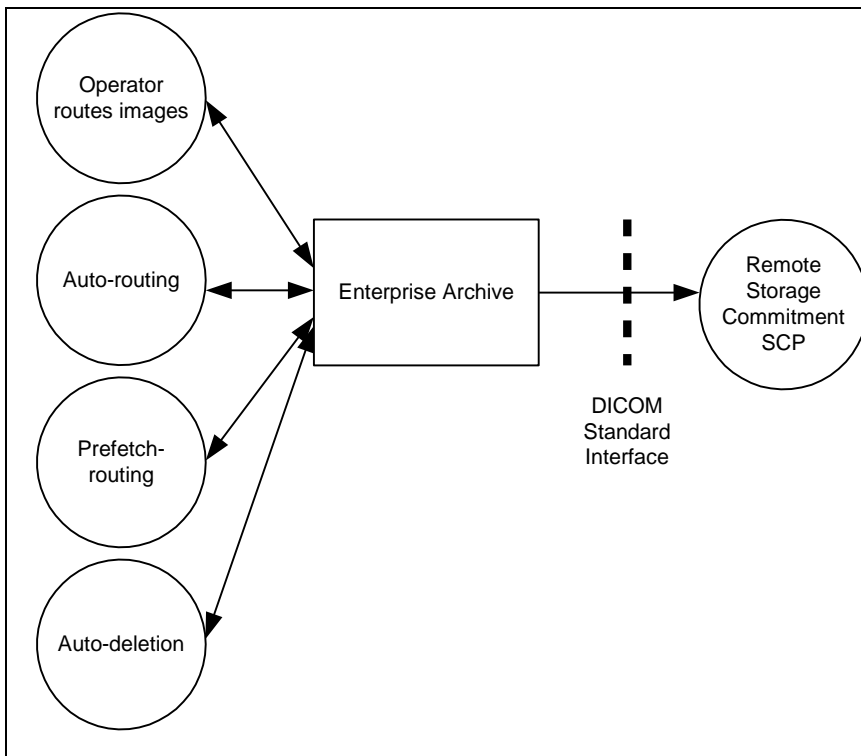 Operator
routes images
Auto-routing
Prefetch-
routing
Auto-deletion
Enterprise Archive
DICOM
Standard
Interface
Remote
Storage
Commitment
SCP